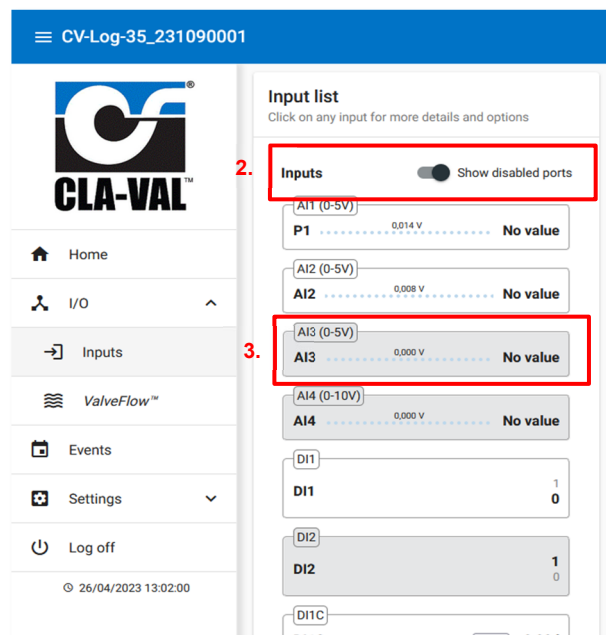 CV-Log-35_231090001
®
CLA-VAL™
Home
I/O
Inputs
ValveFlow™
Events
Settings
Log off
26/04/2023 13:02:00
Input list
Click on any input for more details and options
2.
Inputs
Show disabled ports
AI1 (0-5V)
P1 0,014 V No value
AI2 (0-5V)
AI2 0,008 V No value
3.
AI3 (0-5V)
AI3 0,000 V No value
AI4 (0-10V)
AI4 0,000 V No value
DI1
1
DI1
0
DI2
1
DI2
0
DI1C